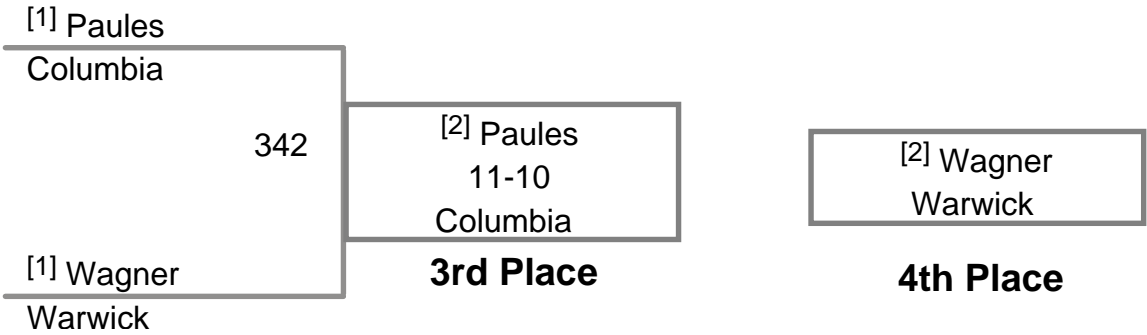 [1] Paules
Columbia
342
[2] Paules
11-10
Columbia
3rd Place
[2] Wagner
Warwick
4th Place
[1] Wagner
Warwick